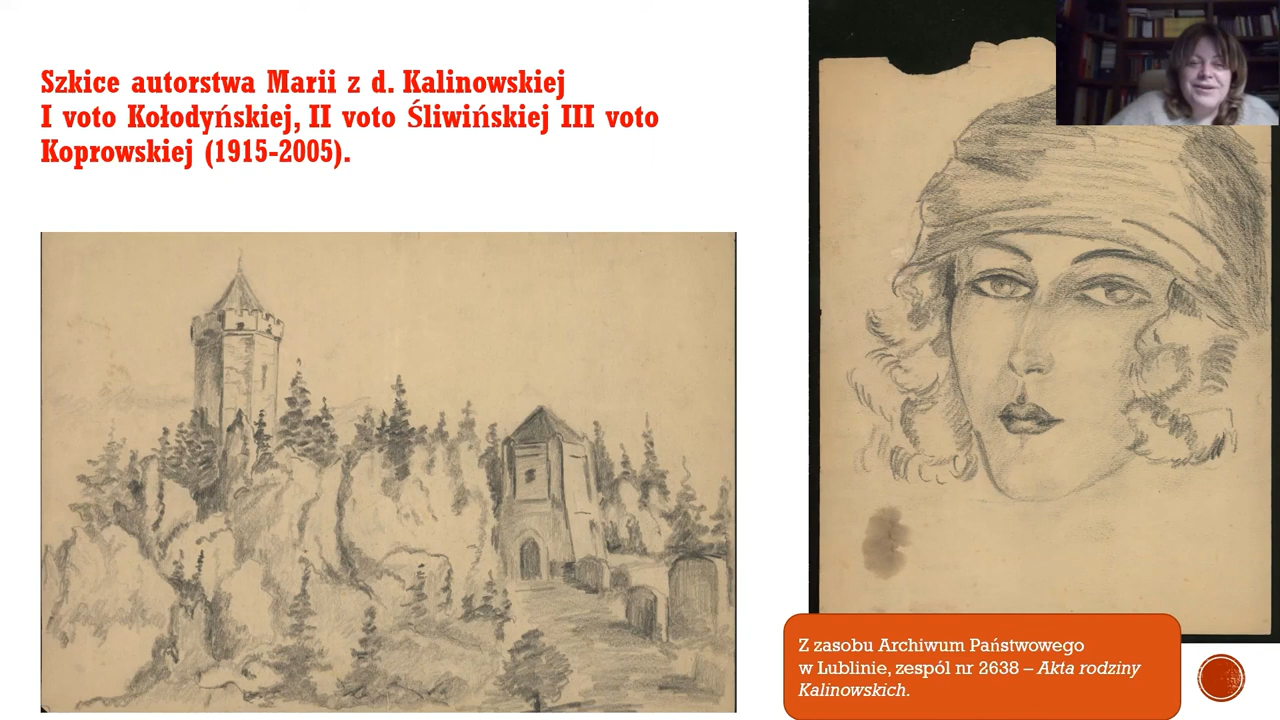 Szkice autorstwa Marii z d. Kalinowskiej
I voto Kołodyńskiej, II voto Śliwińskiej III voto
Koprowskiej (1915-2005).
Z zasobu Archiwum Państwowego
w Lublinie, zespól nr 2638 – Akta rodziny
Kalinowskich.